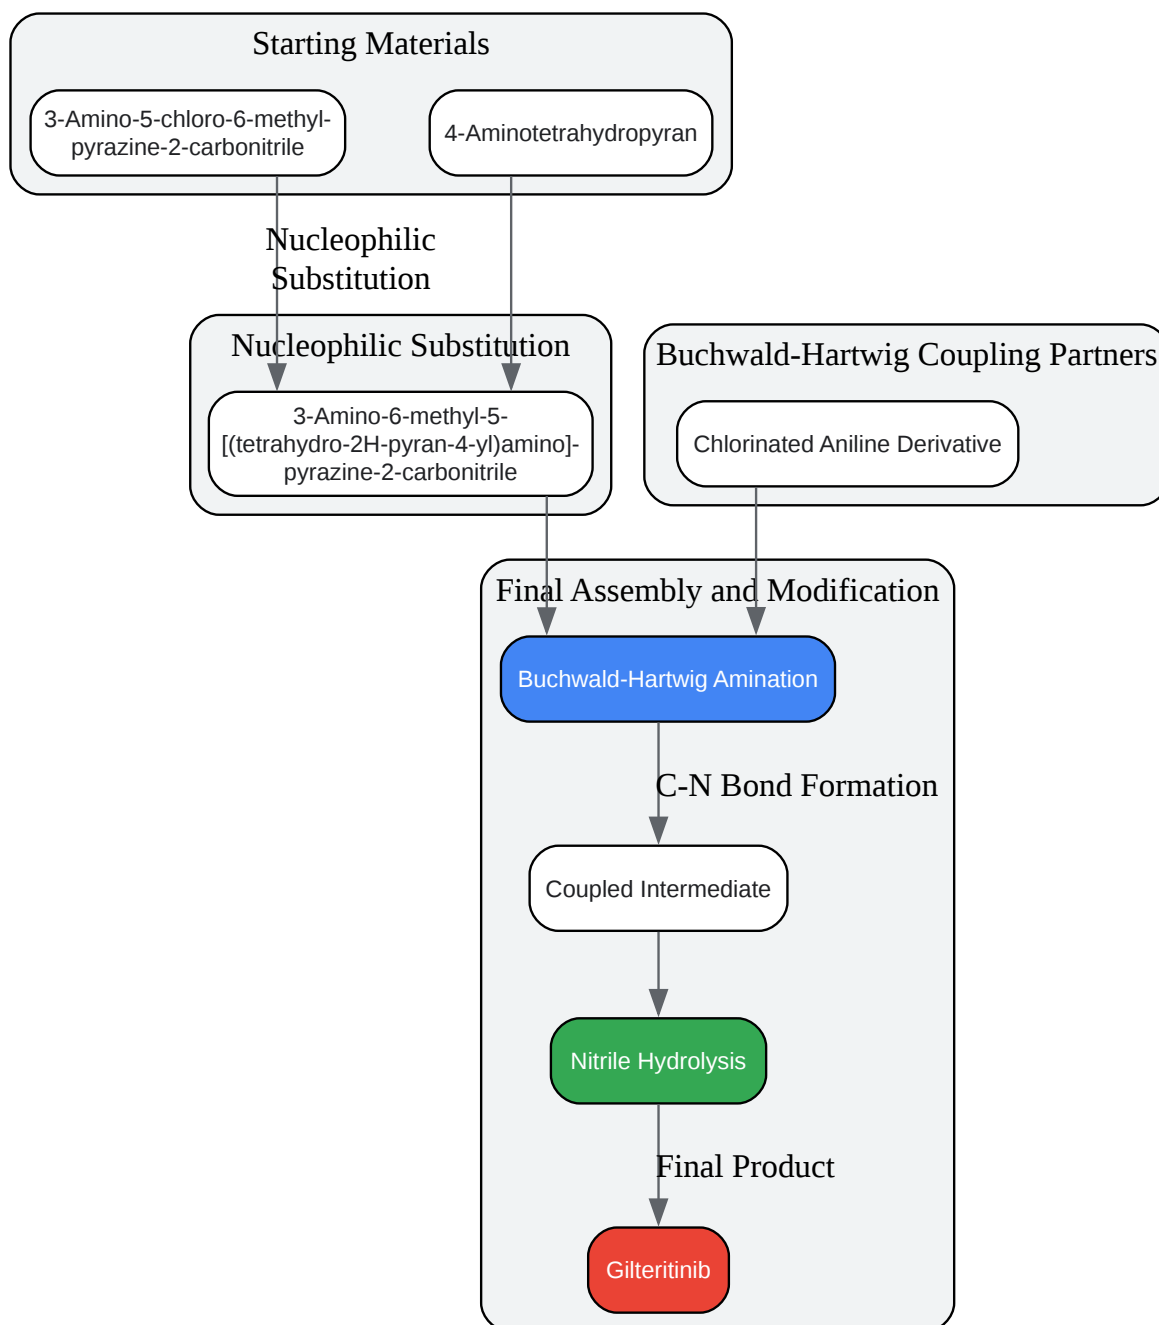 Starting Materials
3-Amino-5-chloro-6-methyl-
pyrazine-2-carbonitrile
4-Aminotetrahydropyran
Nucleophilic
Substitution
Nucleophilic Substitution
3-Amino-6-methyl-5-
[(tetrahydro-2H-pyran-4-yl)amino]-
pyrazine-2-carbonitrile
Buchwald-Hartwig Coupling Partners
Chlorinated Aniline Derivative
Final Assembly and Modification
Buchwald-Hartwig Amination
C-N Bond Formation
Coupled Intermediate
Nitrile Hydrolysis
Final Product
Gilteritinib